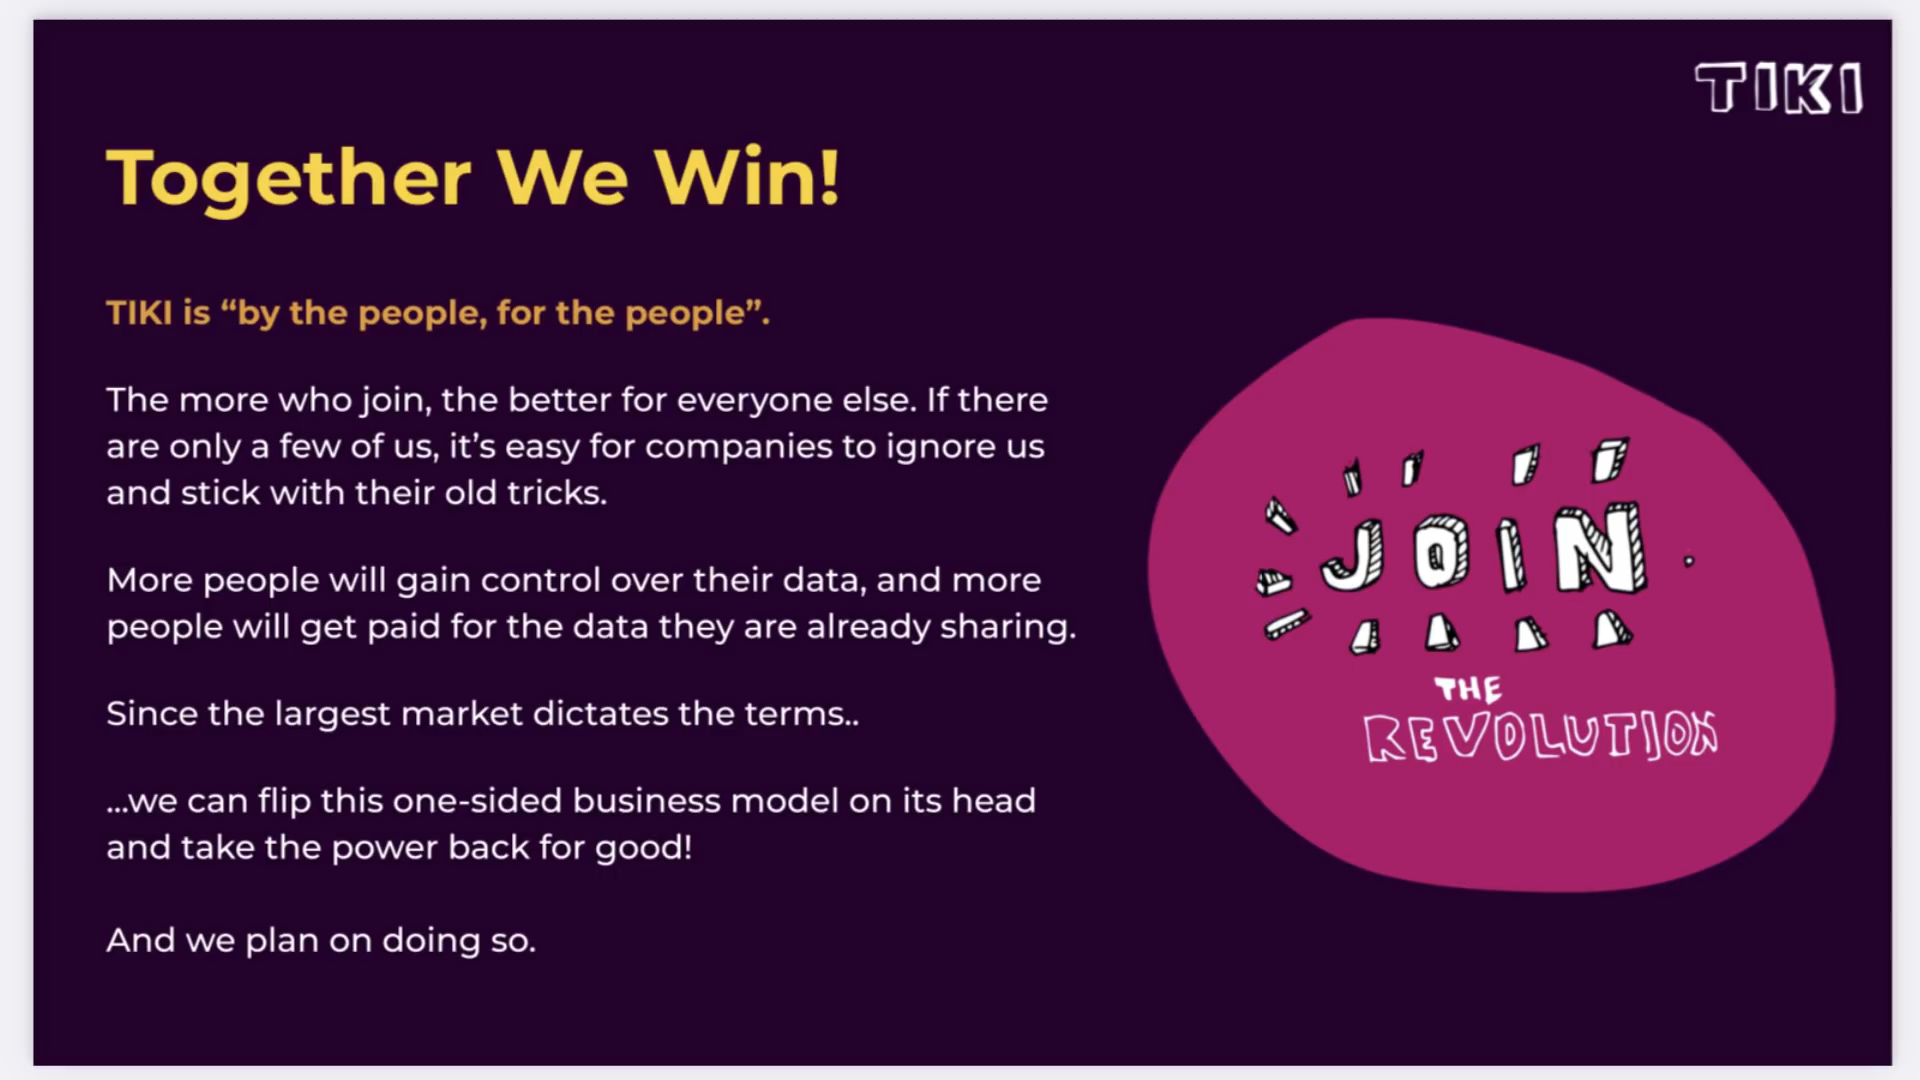 TIKI
Together We Win!
TIKI is “by the people, for the people”.
The more who join, the better for everyone else. If there
are only a few of us, it’s easy for companies to ignore us
and stick with their old tricks.
More people will gain control over their data, and more
people will get paid for the data they are already sharing.
Since the largest market dictates the terms..
...we can flip this one-sided business model on its head
and take the power back for good!
And we plan on doing so.
JOIN
THE
REVOLUTION